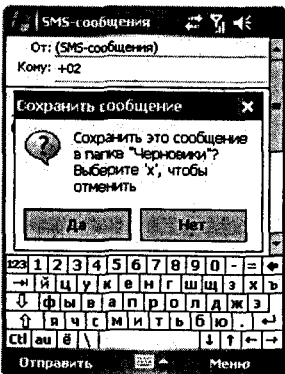 SMS-сообщения
От: (SMS-сообщения)
Кому: +02
Сохранить сообщение
Сохранить это сообщение
в папке "Черновики"?
Выберите 'x', чтобы
отменить
Да Нет
123 1 2 3 4 5 6 7 8 9 0 - =
й ц у к е н г ш щ з х ъ
ф ы в а п р о л д ж э
я ч с м и т ь б ю .
Ctl au ё \
Отправить Меню